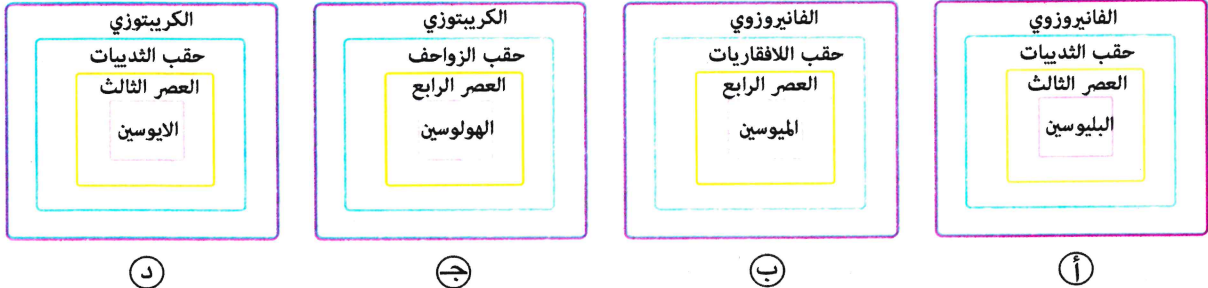 الفانيروزوي
حقب الثدييات
العصر الثالث
البليوسين
أ
الفانيروزوي
حقب اللافقاريات
العصر الرابع
الميوسين
ب
الكريبتوزي
حقب الزواحف
العصر الرابع
الهولوسين
جـ
الكريبتوزي
حقب الثدييات
العصر الثالث
الايوسين
د